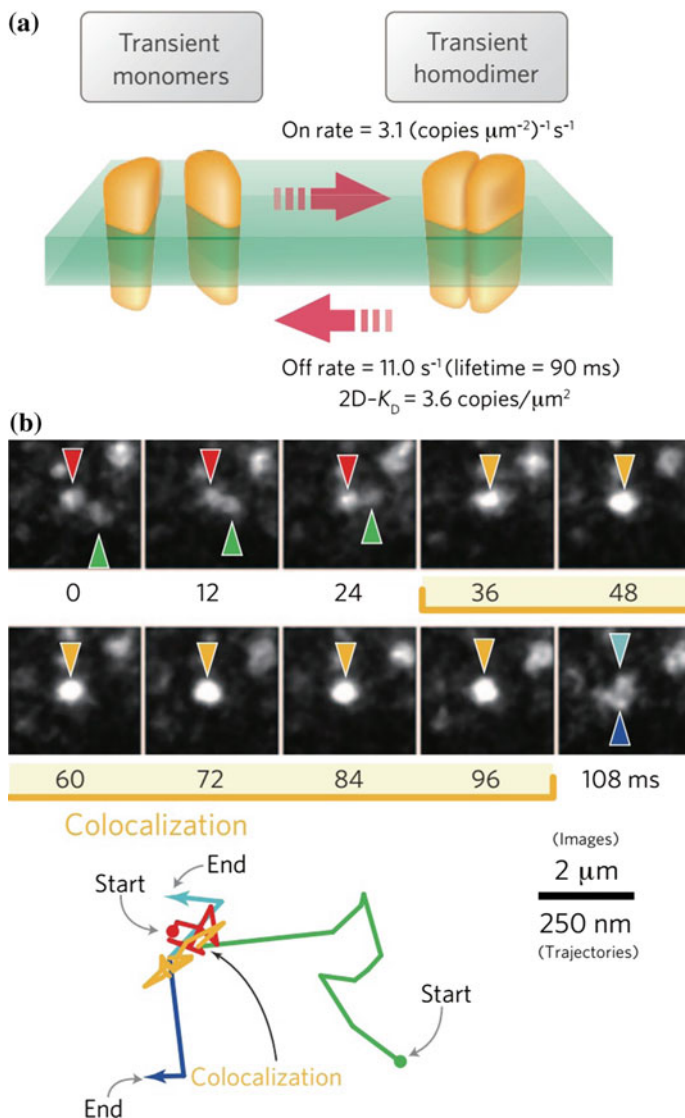 (a)
Transient
monomers
Transient
homodimer
On rate = 3.1 (copies μm⁻²)⁻¹ s⁻¹
Off rate = 11.0 s⁻¹ (lifetime = 90 ms)
2D–K_D = 3.6 copies/μm²
(b)
0 12 24 36 48
60 72 84 96 108 ms
Colocalization
(Images)
2 μm
250 nm
(Trajectories)
End
Start
Start
Colocalization
End